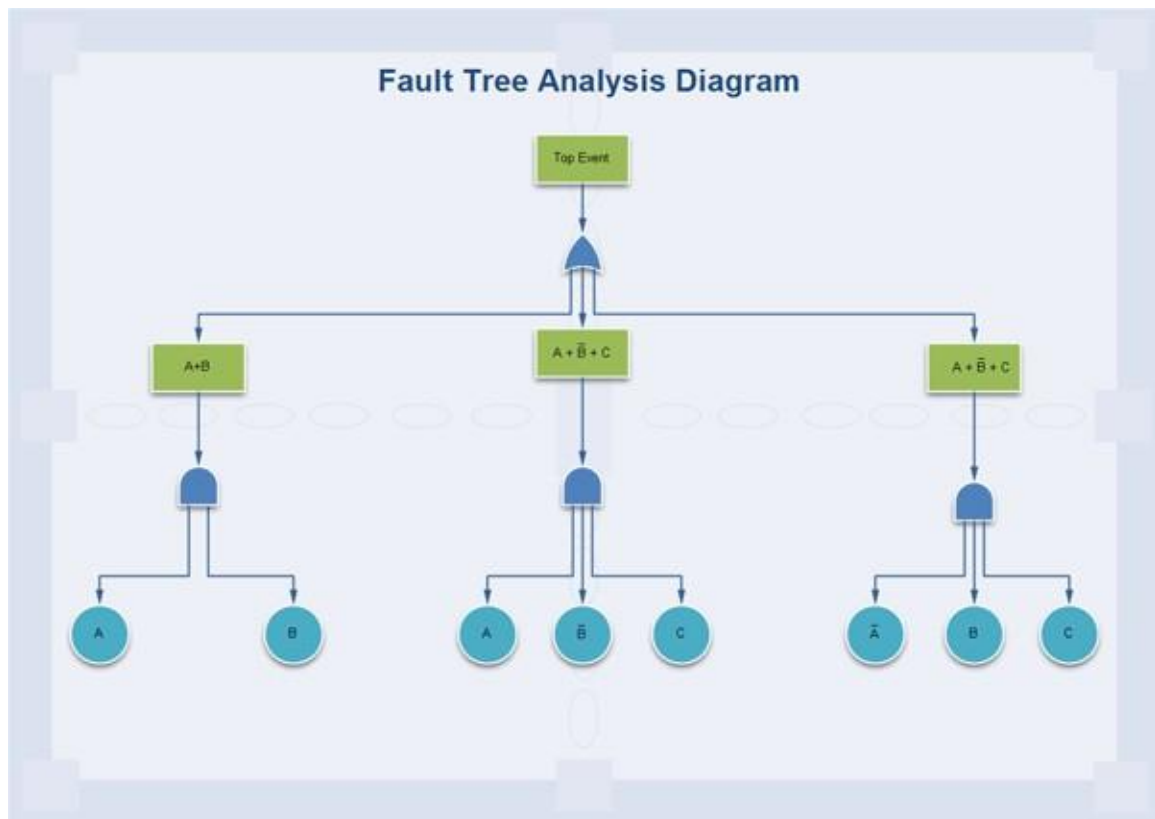 Fault Tree Analysis Diagram
Top Event
A+B
A + B̄ + C
A + B̄ + C
A
B
A
B̄
C
Ā
B
C